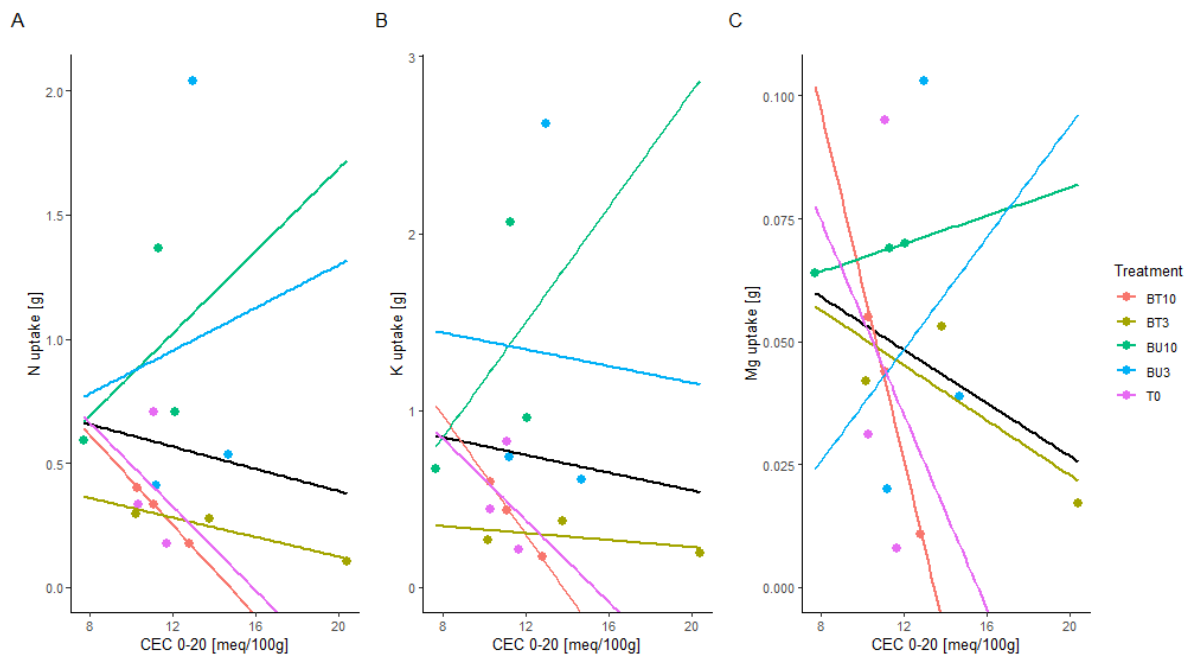 A
B
C
N uptake [g]
2.0
1.5
1.0
0.5
0.0
8
12
16
20
CEC 0-20 [meq/100g]
K uptake [g]
3
2
1
0
8
12
16
20
CEC 0-20 [meq/100g]
Mg uptake [g]
0.100
0.075
0.050
0.025
0.000
8
12
16
20
CEC 0-20 [meq/100g]
Treatment
BT10
BT3
BU10
BU3
T0